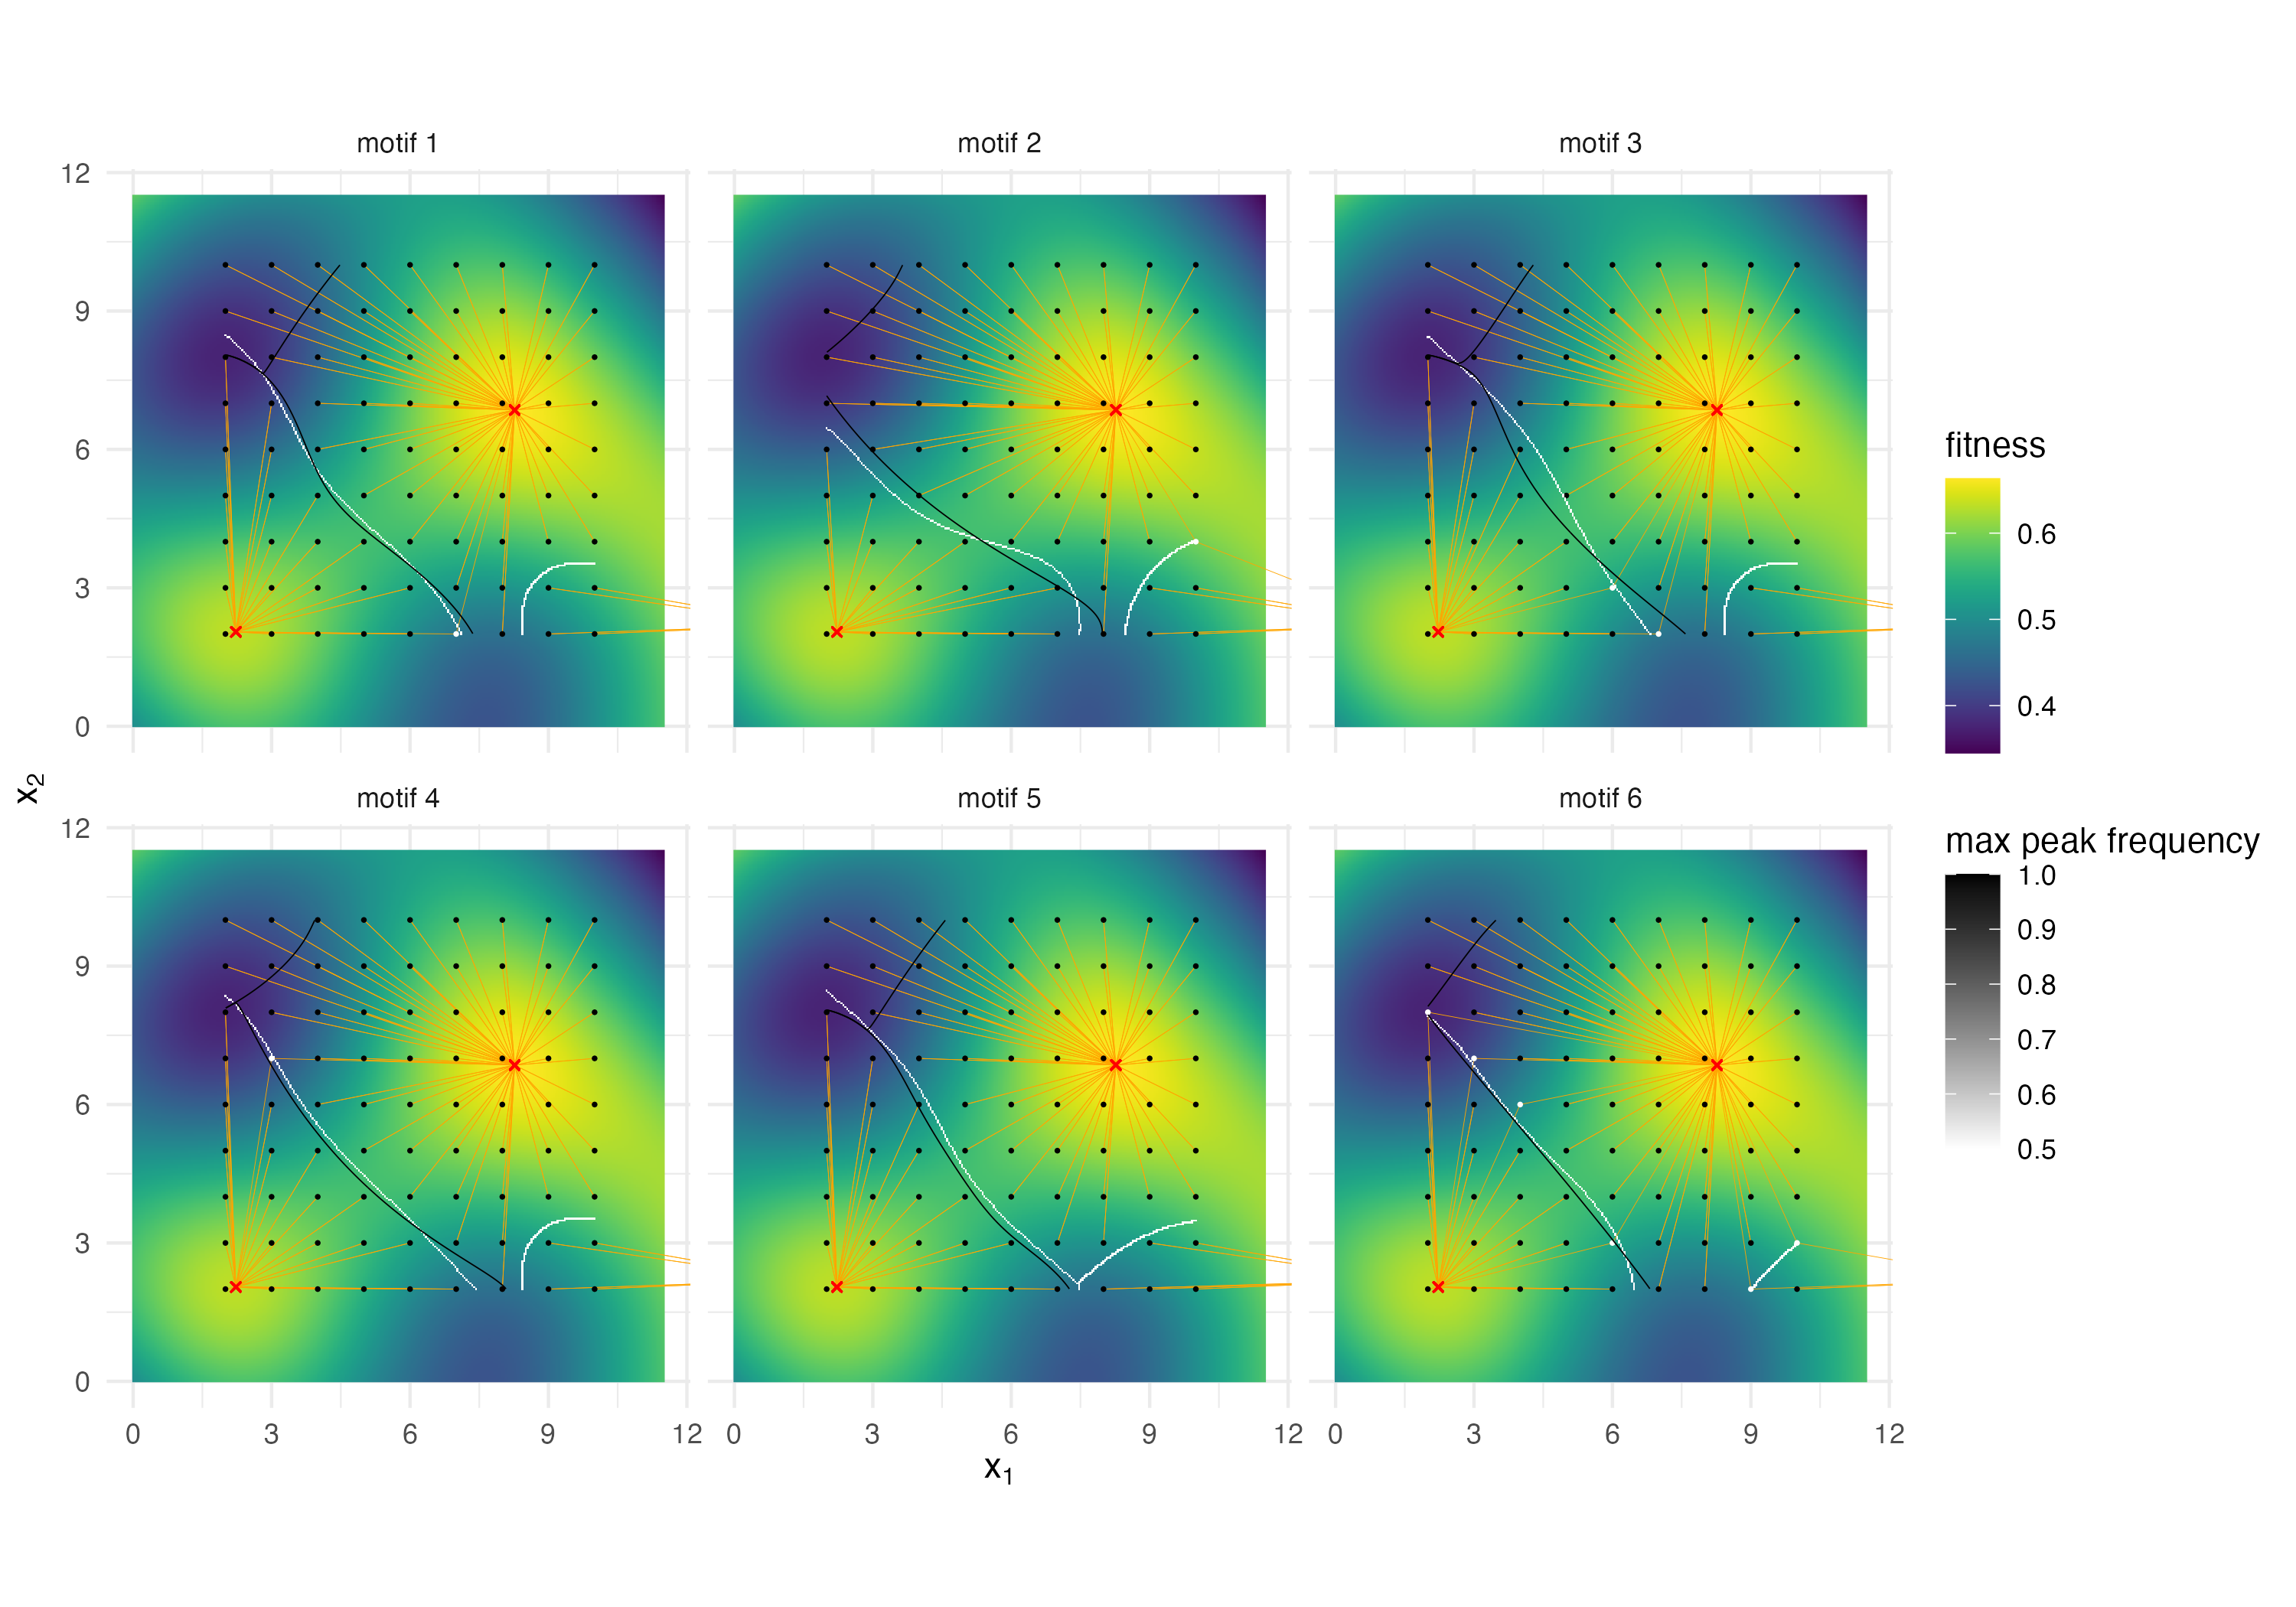 motif 1 motif 2 motif 3
12
9
6
3
0
fitness
0.6
0.5
0.4
x2
motif 4 motif 5 motif 6
12
9
6
3
0
max peak frequency
1.0
0.9
0.8
0.7
0.6
0.5
0 3 6 9 12 0 3 6 9 12 0 3 6 9 12
x1